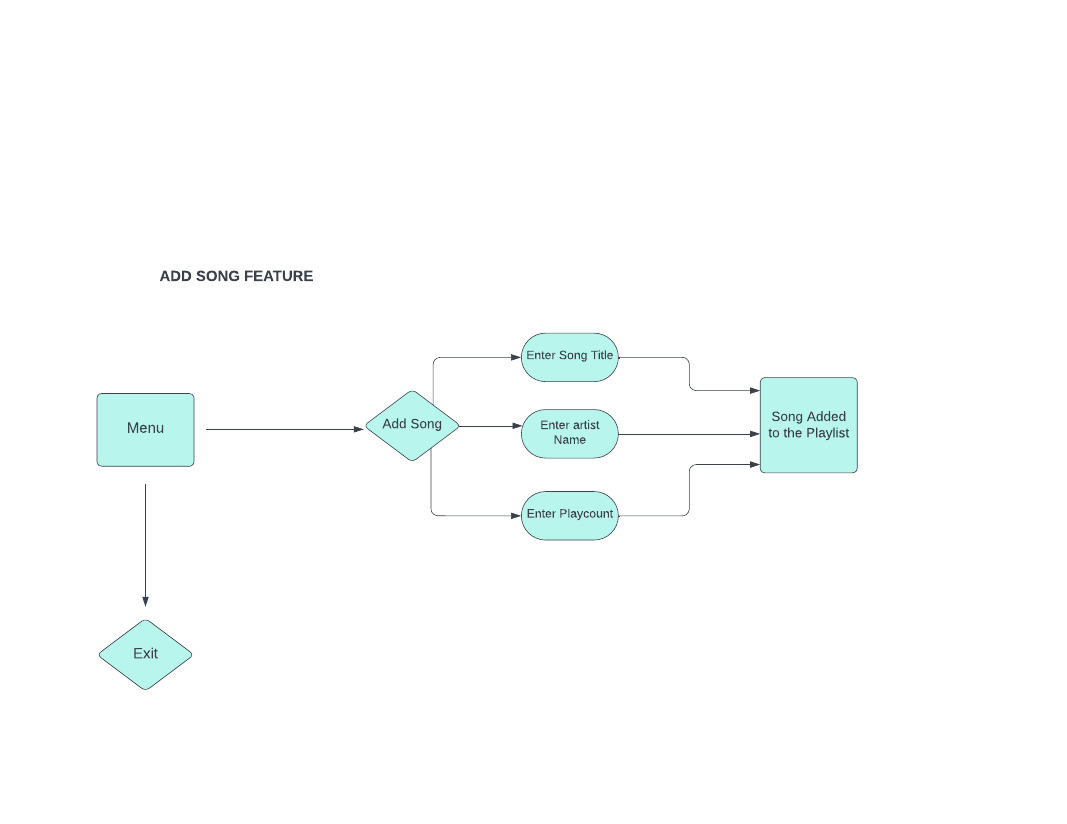 ADD SONG FEATURE
Menu
Add Song
Enter Song Title
Enter artist
Name
Enter Playcount
Song Added
to the Playlist
Exit